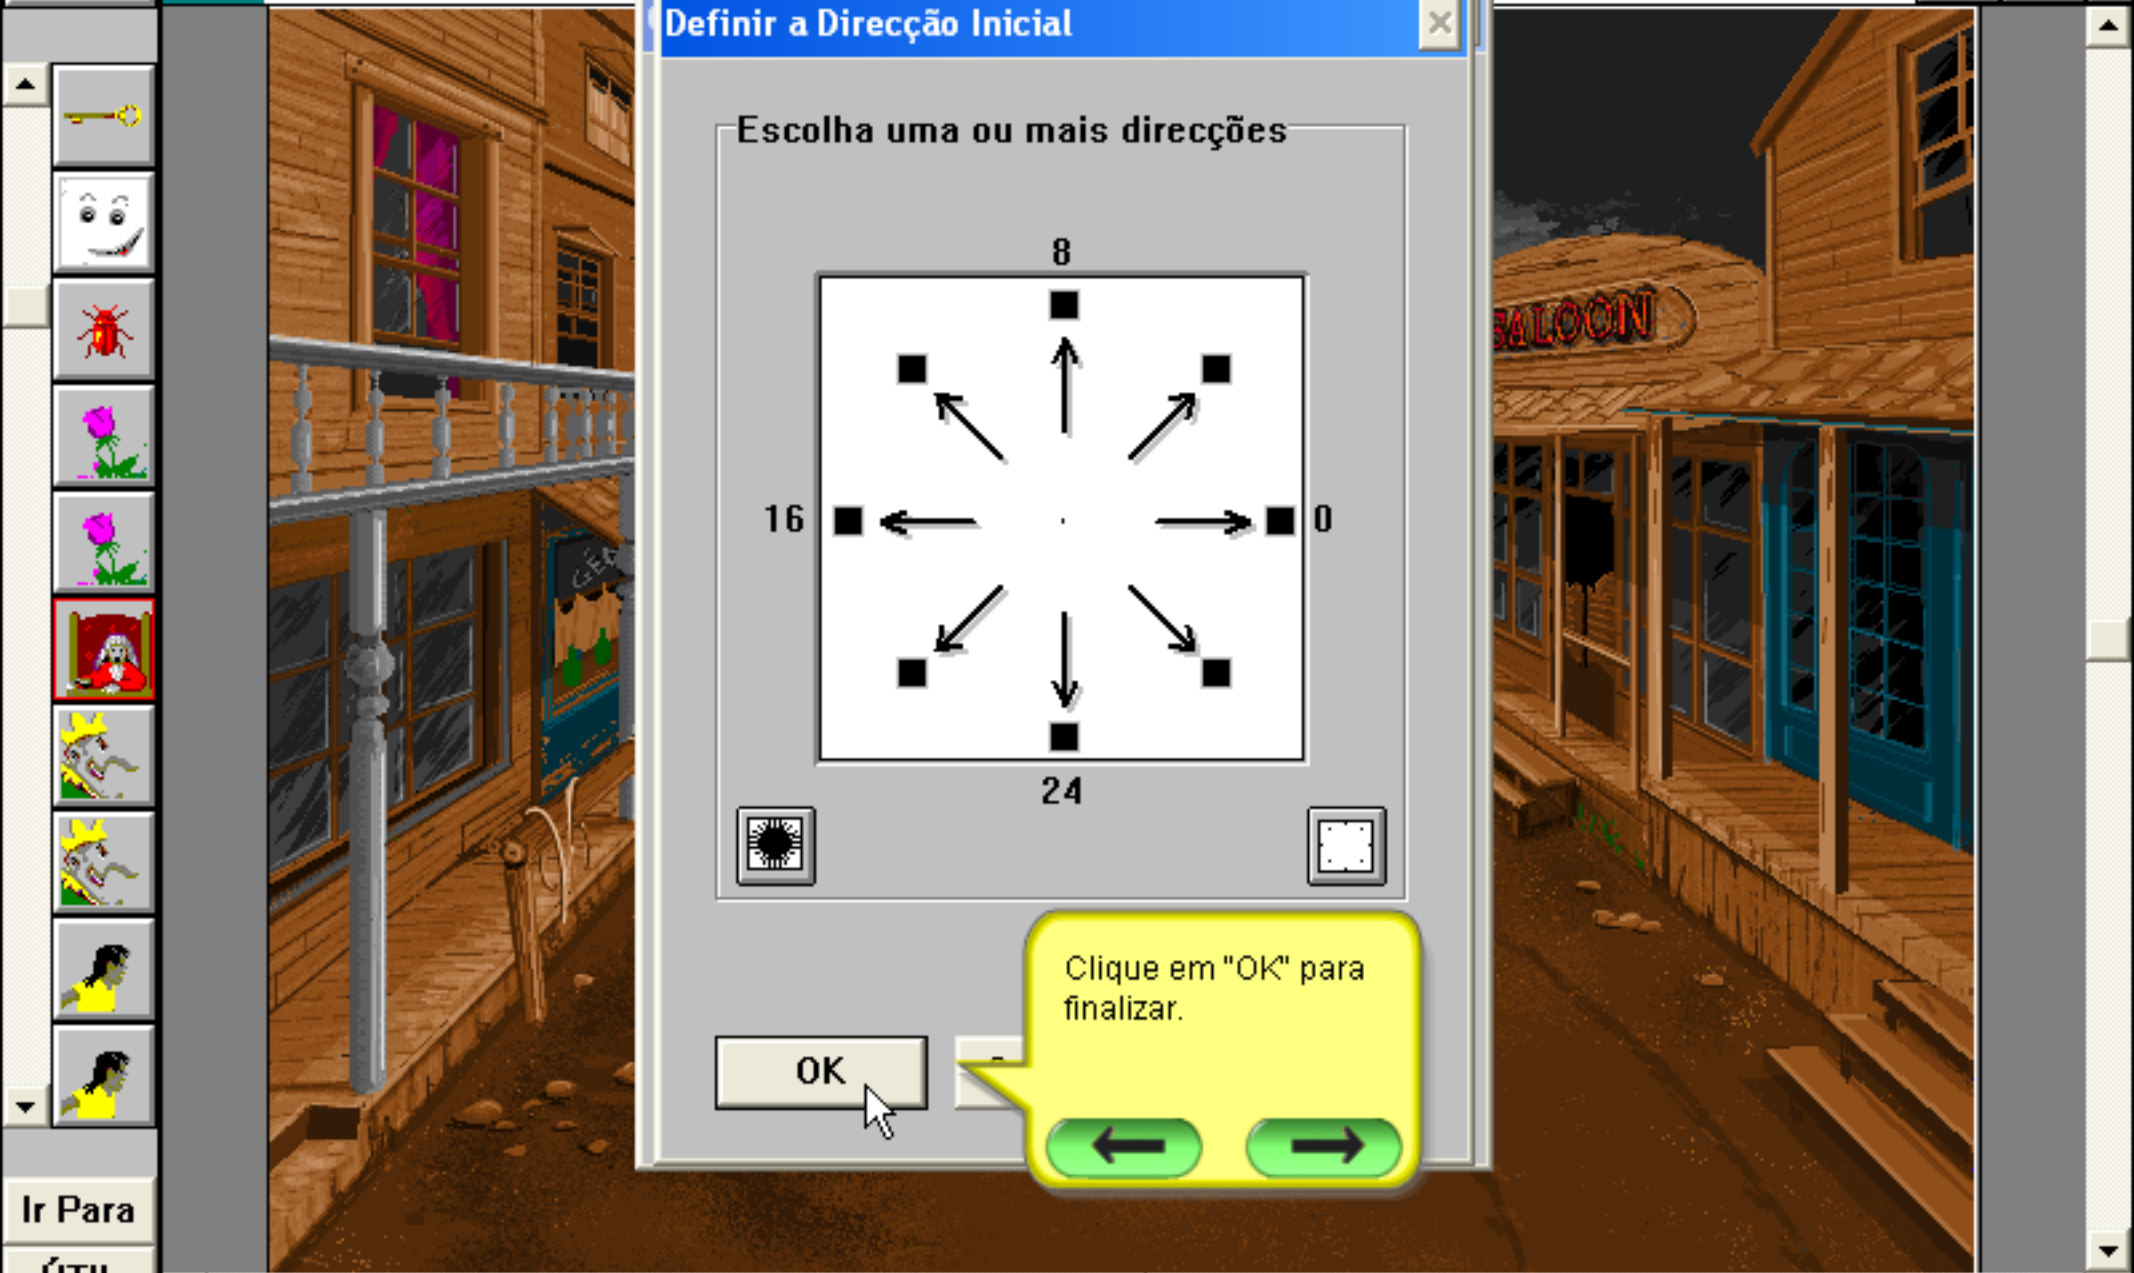 Definir a Direcção Inicial
Escolha uma ou mais direcções
8
16
0
24
SALOON
Clique em "OK" para
finalizar.
OK
Ir Para
ÚTIL